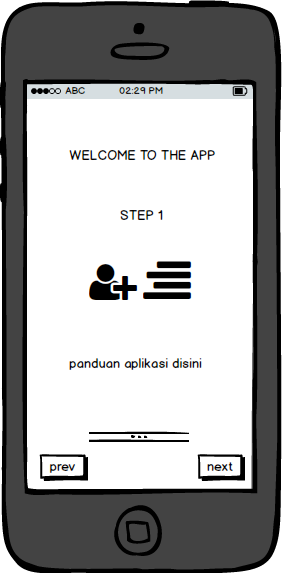 ABC 02:29 PM
WELCOME TO THE APP
STEP 1
panduan aplikasi disini
prev next